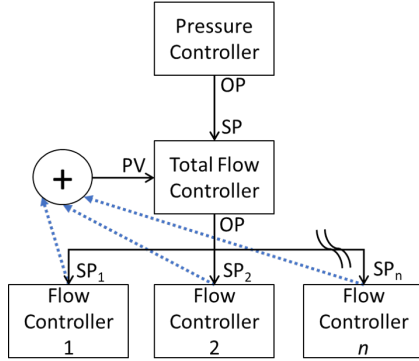 Pressure
Controller
OP
SP
PV
+
Total Flow
Controller
OP
SP1
SP2
SPn
Flow
Controller
1
Flow
Controller
2
Flow
Controller
n